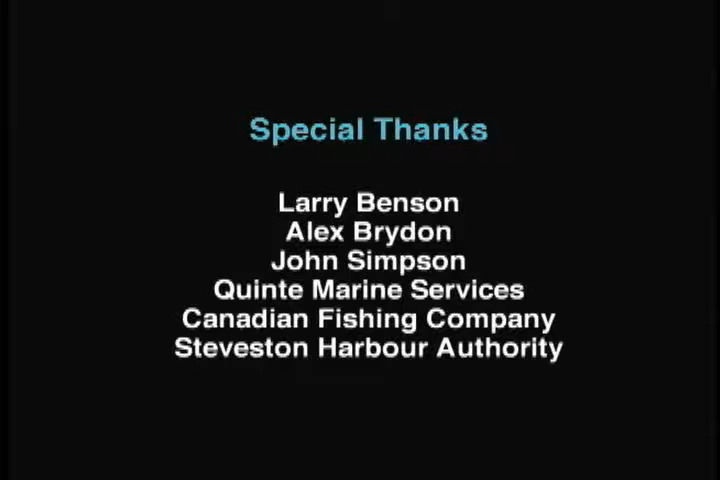 Special Thanks
Larry Benson
Alex Brydon
John Simpson
Quinte Marine Services
Canadian Fishing Company
Steveston Harbour Authority